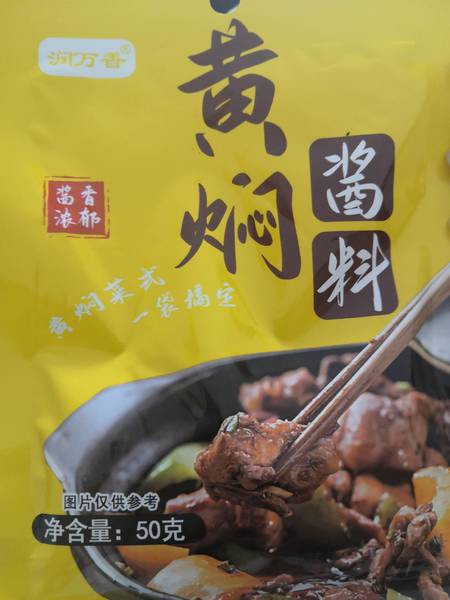 润万香®
黄焖
酱料
酱香
浓郁
黄焖菜式
一袋搞定
图片仅供参考
净含量：50克